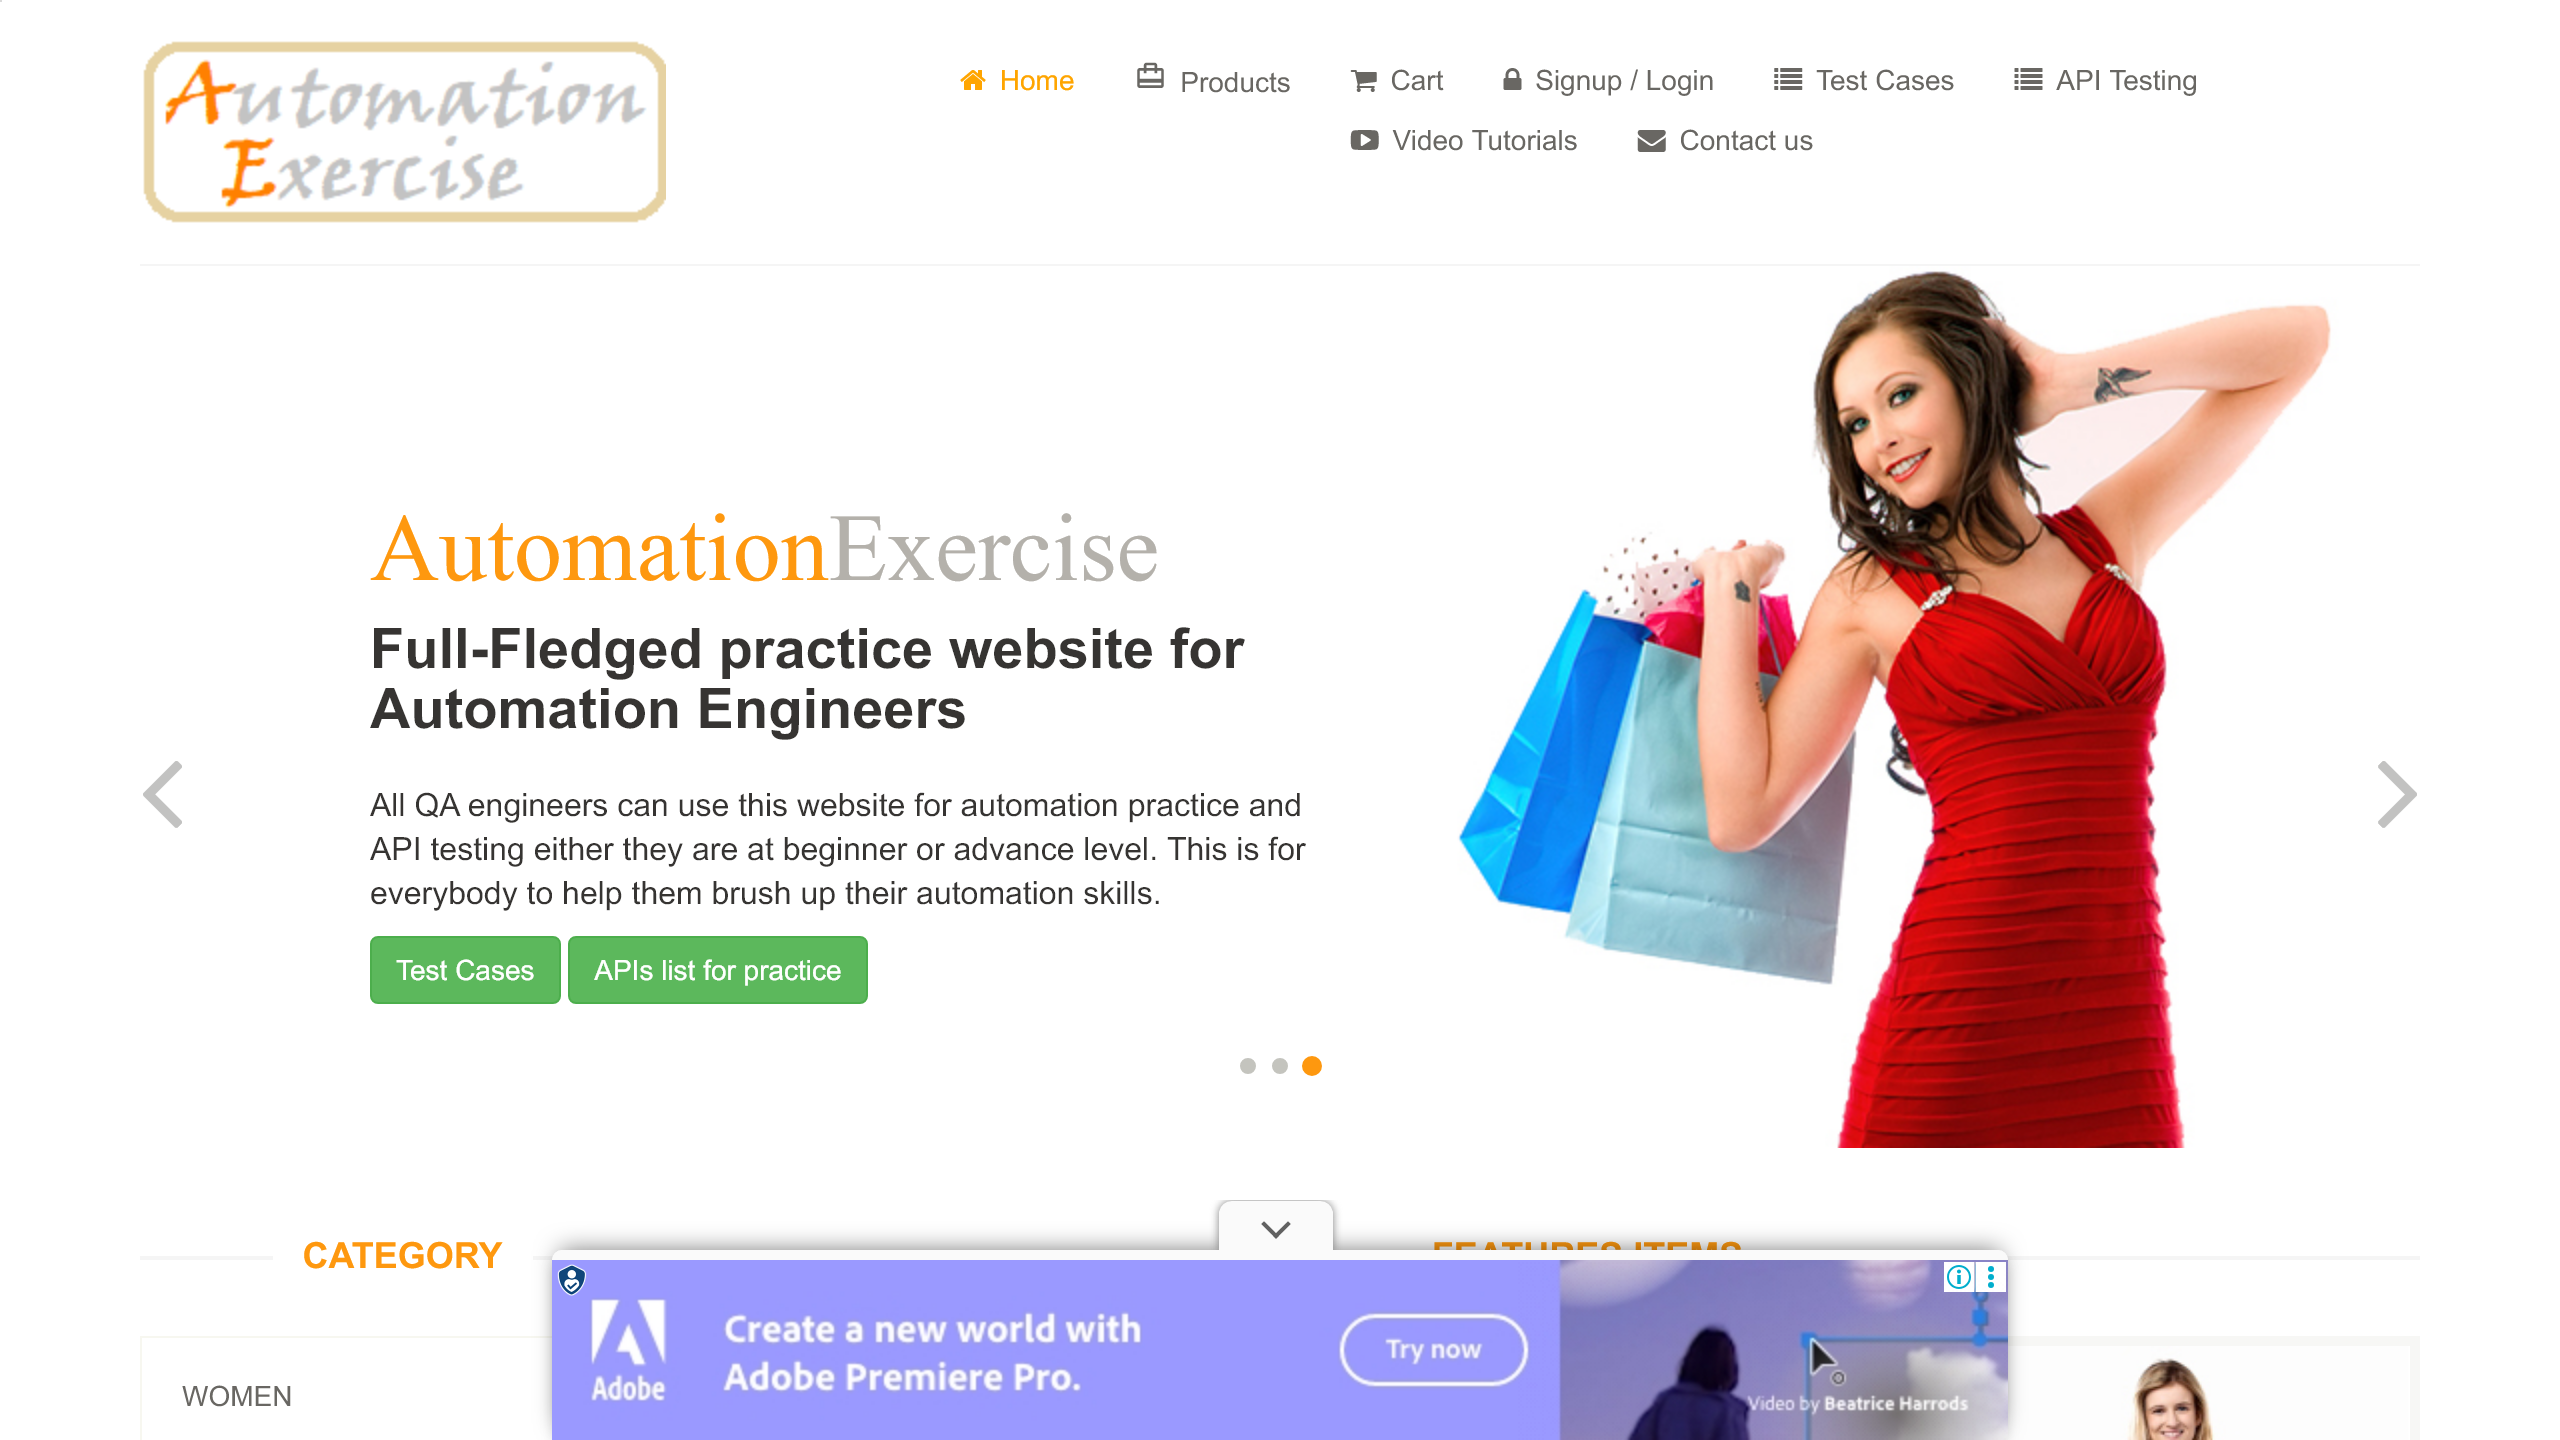 Automation
Exercise
Home
Products
Cart
Signup / Login
Test Cases
API Testing
Video Tutorials
Contact us
AutomationExercise
Full-Fledged practice website for
Automation Engineers
All QA engineers can use this website for automation practice and
API testing either they are at beginner or advance level. This is for
everybody to help them brush up their automation skills.
Test Cases
APIs list for practice
CATEGORY
FEATURES ITEMS
WOMEN
Adobe
Create a new world with
Adobe Premiere Pro.
Try now
Video by Beatrice Harrods